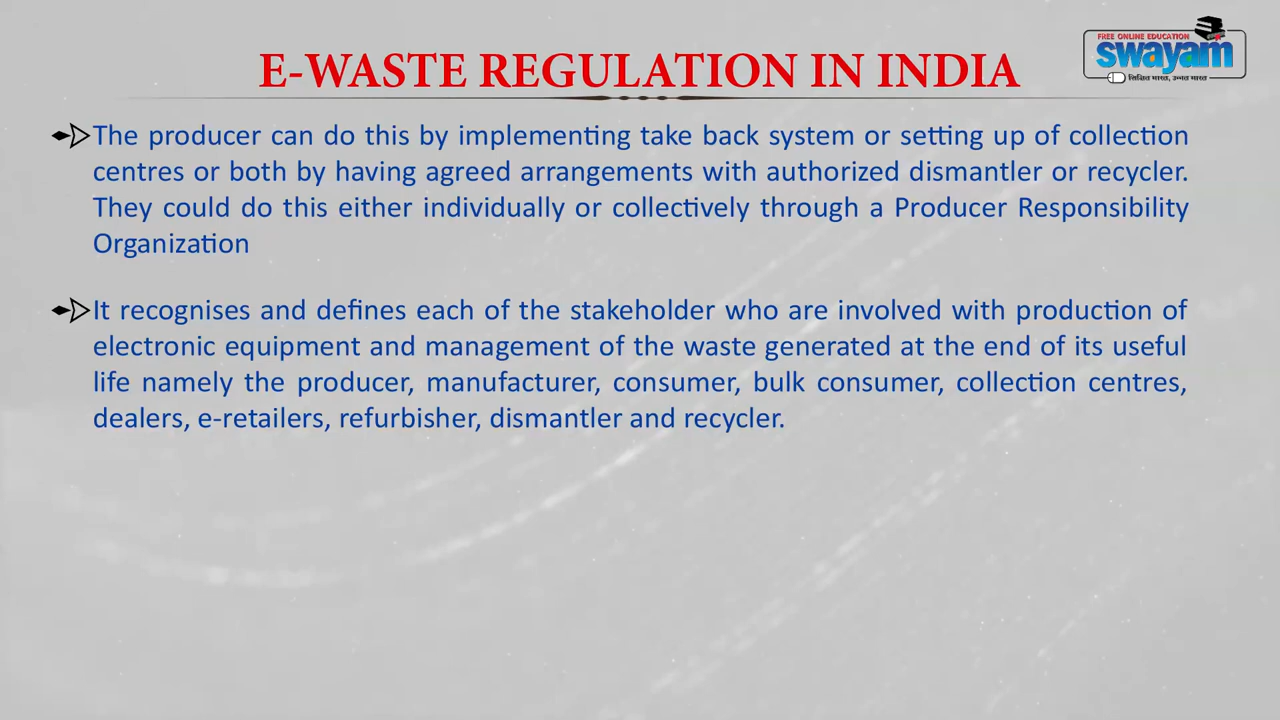 E-WASTE REGULATION IN INDIA
FREE ONLINE EDUCATION
swayam
शिक्षित भारत, उन्नत भारत
The producer can do this by implementing take back system or setting up of collection
centres or both by having agreed arrangements with authorized dismantler or recycler.
They could do this either individually or collectively through a Producer Responsibility
Organization
It recognises and defines each of the stakeholder who are involved with production of
electronic equipment and management of the waste generated at the end of its useful
life namely the producer, manufacturer, consumer, bulk consumer, collection centres,
dealers, e-retailers, refurbisher, dismantler and recycler.